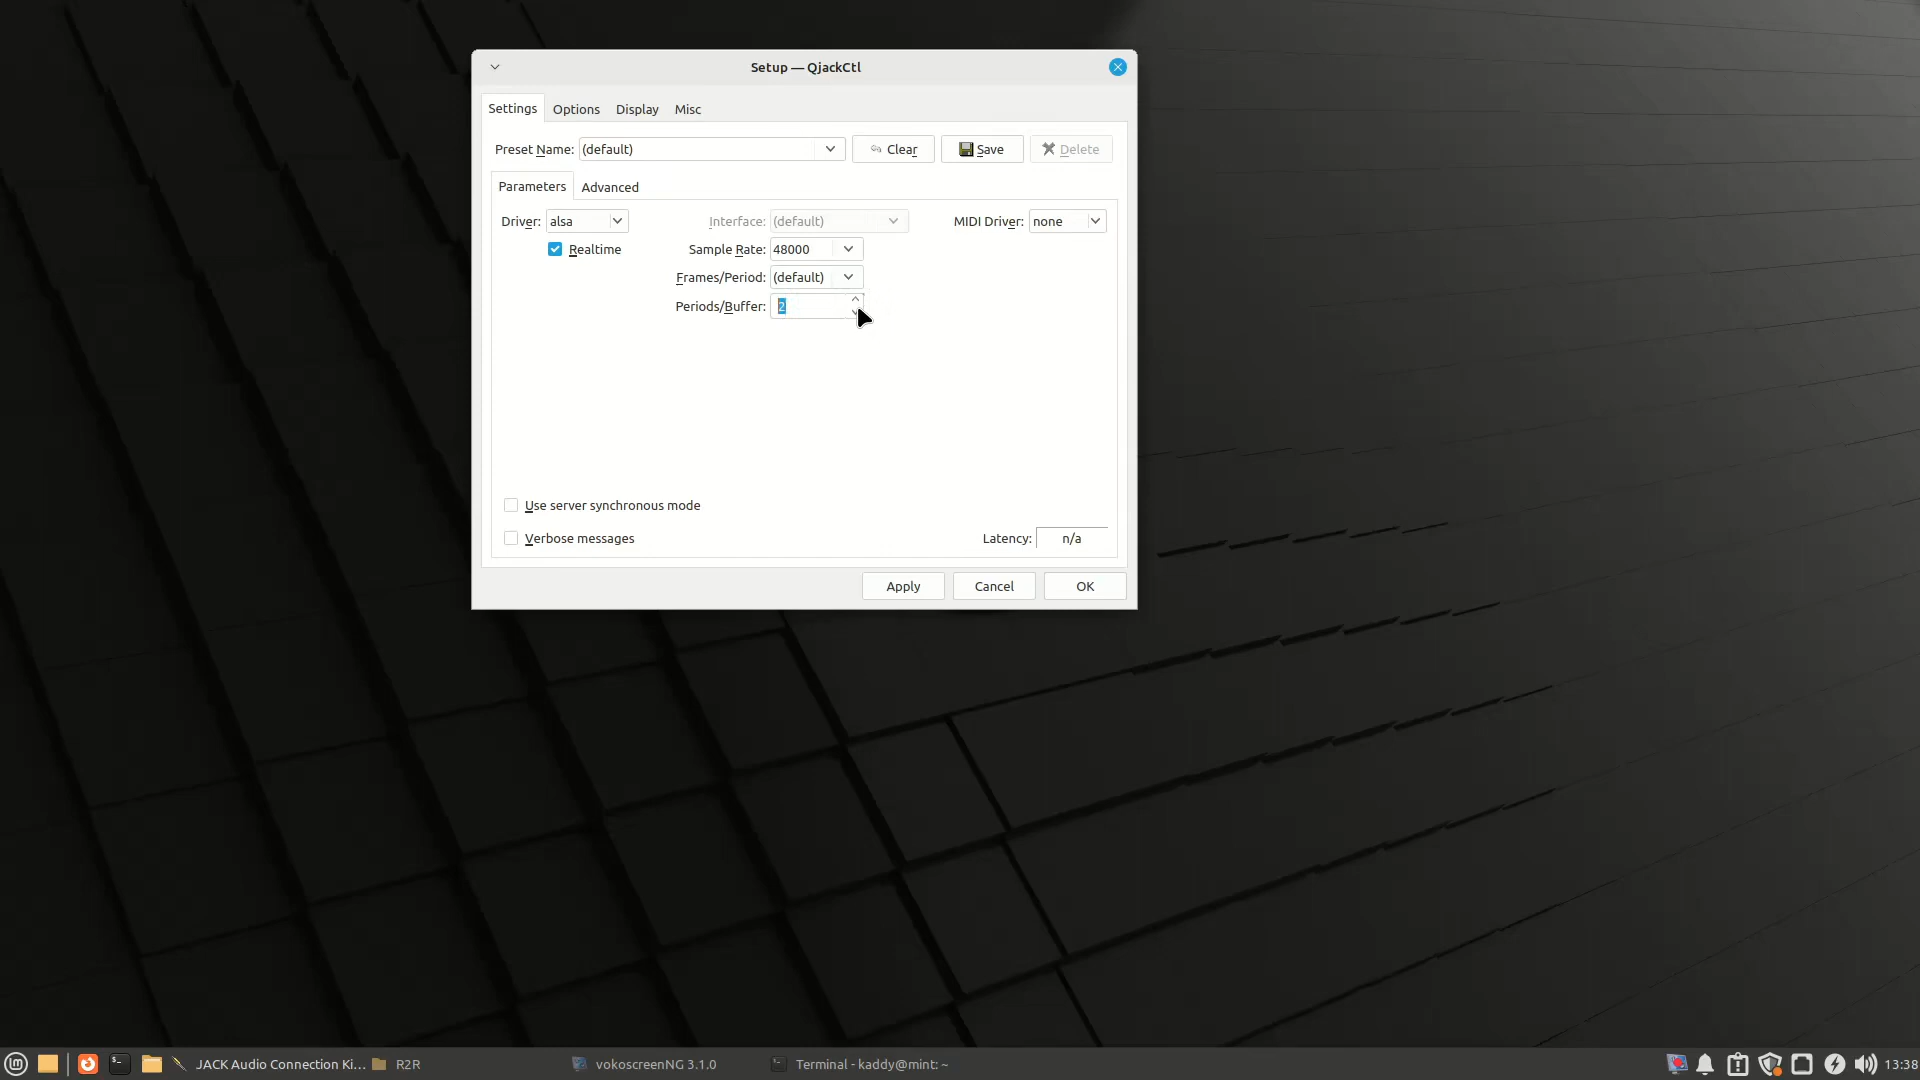 Setup — QjackCtl
Settings Options Display Misc
Preset Name: (default) Clear Save Delete
Parameters Advanced
Driver: alsa Interface: (default) MIDI Driver: none
Realtime Sample Rate: 48000
Frames/Period: (default)
Periods/Buffer: 2
Use server synchronous mode
Verbose messages Latency: n/a
Apply Cancel OK
JACK Audio Connection Ki... R2R vokoscreenNG 3.1.0 Terminal - kaddy@mint: ~ 13:38